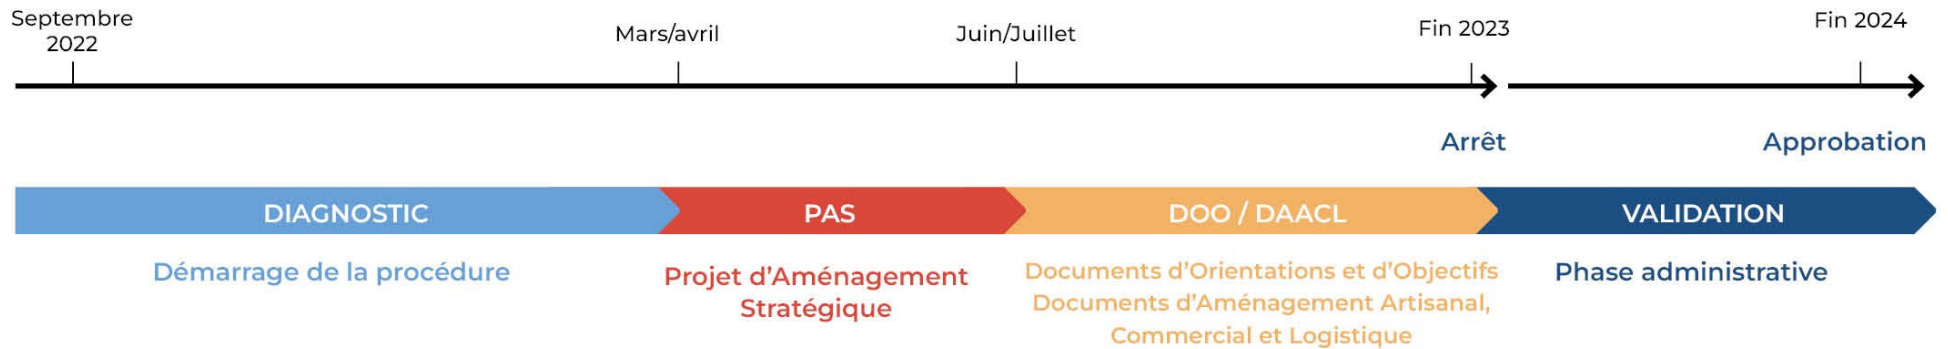 Septembre
2022
Mars/avril
Juin/Juillet
Fin 2023
Fin 2024
Arrêt
Approbation
DIAGNOSTIC
PAS
DOO / DAACL
VALIDATION
Démarrage de la procédure
Projet d'Aménagement
Stratégique
Documents d'Orientations et d'Objectifs
Documents d'Aménagement Artisanal,
Commercial et Logistique
Phase administrative